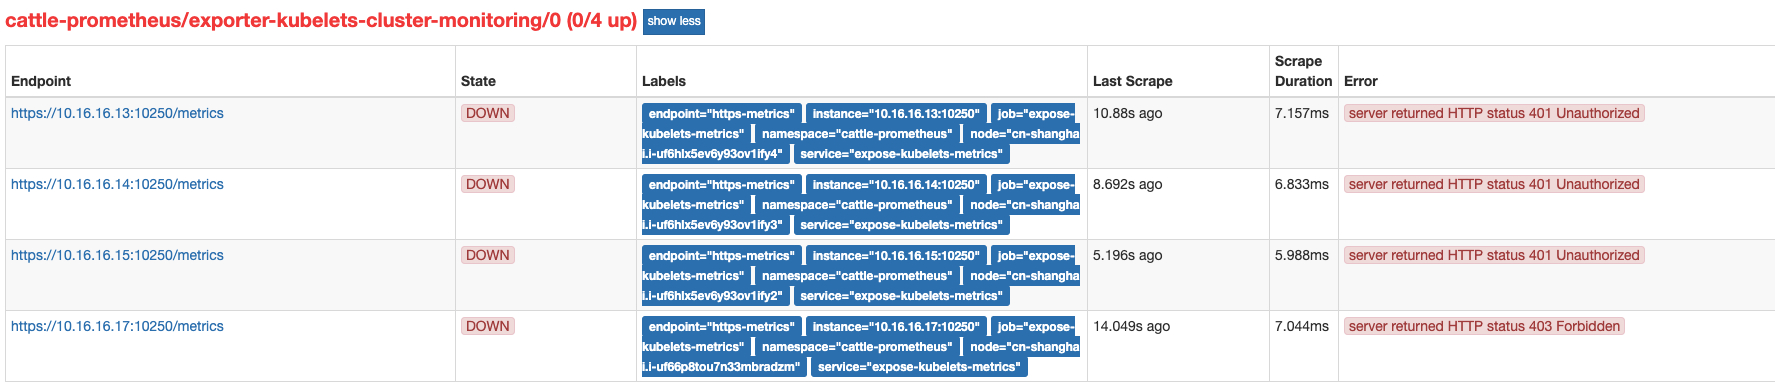 cattle-prometheus/exporter-kubelets-cluster-monitoring/0 (0/4 up) show less
Endpoint State Labels Last Scrape Scrape Duration Error
https://10.16.16.13:10250/metrics DOWN endpoint="https-metrics" instance="10.16.16.13:10250" job="expose- 10.88s ago 7.157ms server returned HTTP status 401 Unauthorized
kubelets-metrics" namespace="cattle-prometheus" node="cn-shangha
i.i-uf6hlx5ev6y93ov1ify4" service="expose-kubelets-metrics"
https://10.16.16.14:10250/metrics DOWN endpoint="https-metrics" instance="10.16.16.14:10250" job="expose- 8.692s ago 6.833ms server returned HTTP status 401 Unauthorized
kubelets-metrics" namespace="cattle-prometheus" node="cn-shangha
i.i-uf6hlx5ev6y93ov1ify3" service="expose-kubelets-metrics"
https://10.16.16.15:10250/metrics DOWN endpoint="https-metrics" instance="10.16.16.15:10250" job="expose- 5.196s ago 5.988ms server returned HTTP status 401 Unauthorized
kubelets-metrics" namespace="cattle-prometheus" node="cn-shangha
i.i-uf6hlx5ev6y93ov1ify2" service="expose-kubelets-metrics"
https://10.16.16.17:10250/metrics DOWN endpoint="https-metrics" instance="10.16.16.17:10250" job="expose- 14.049s ago 7.044ms server returned HTTP status 403 Forbidden
kubelets-metrics" namespace="cattle-prometheus" node="cn-shangha
i.i-uf66p8tou7n33mbradzm" service="expose-kubelets-metrics"